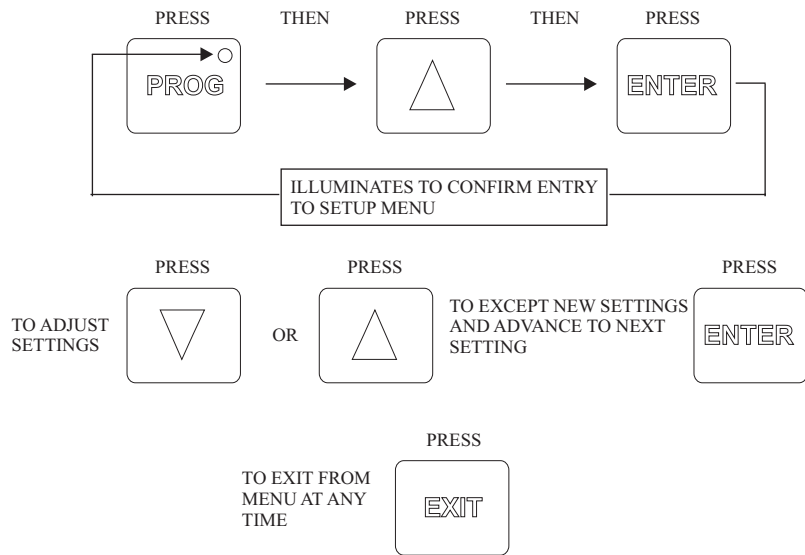 PRESS THEN PRESS THEN PRESS
PROG ENTER
ILLUMINATES TO CONFIRM ENTRY
TO SETUP MENU
PRESS PRESS PRESS
TO ADJUST
SETTINGS
OR
TO EXCEPT NEW SETTINGS
AND ADVANCE TO NEXT
SETTING
ENTER
PRESS
TO EXIT FROM
MENU AT ANY
TIME
EXIT